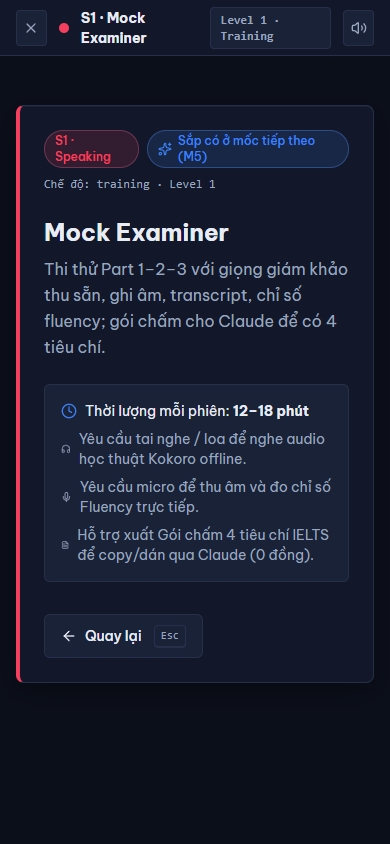 S1 · Mock
Examiner
Level 1 ·
Training
S1 ·
Speaking
Sắp có ở mốc tiếp theo
(M5)
Chế độ: training · Level 1
Mock Examiner
Thi thử Part 1–2–3 với giọng giám khảo
thu sẵn, ghi âm, transcript, chỉ số
fluency; gói chấm cho Claude để có 4
tiêu chí.
Thời lượng mỗi phiên: 12–18 phút
Yêu cầu tai nghe / loa để nghe audio
học thuật Kokoro offline.
Yêu cầu micro để thu âm và đo chỉ số
Fluency trực tiếp.
Hỗ trợ xuất Gói chấm 4 tiêu chí IELTS
để copy/dán qua Claude (0 đồng).
Quay lại Esc